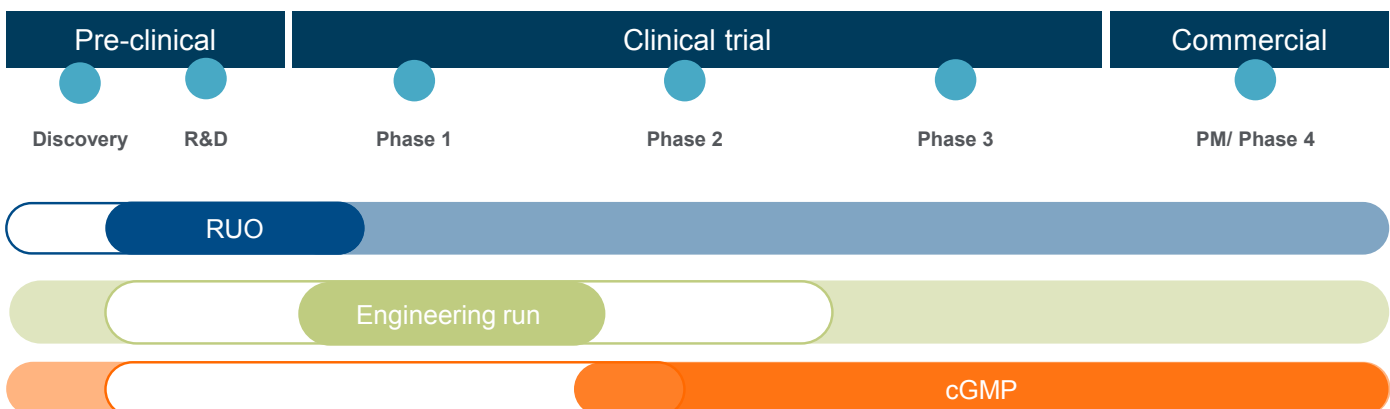 Pre-clinical Clinical trial Commercial
Discovery R&D Phase 1 Phase 2 Phase 3 PM/ Phase 4
RUO
Engineering run
cGMP